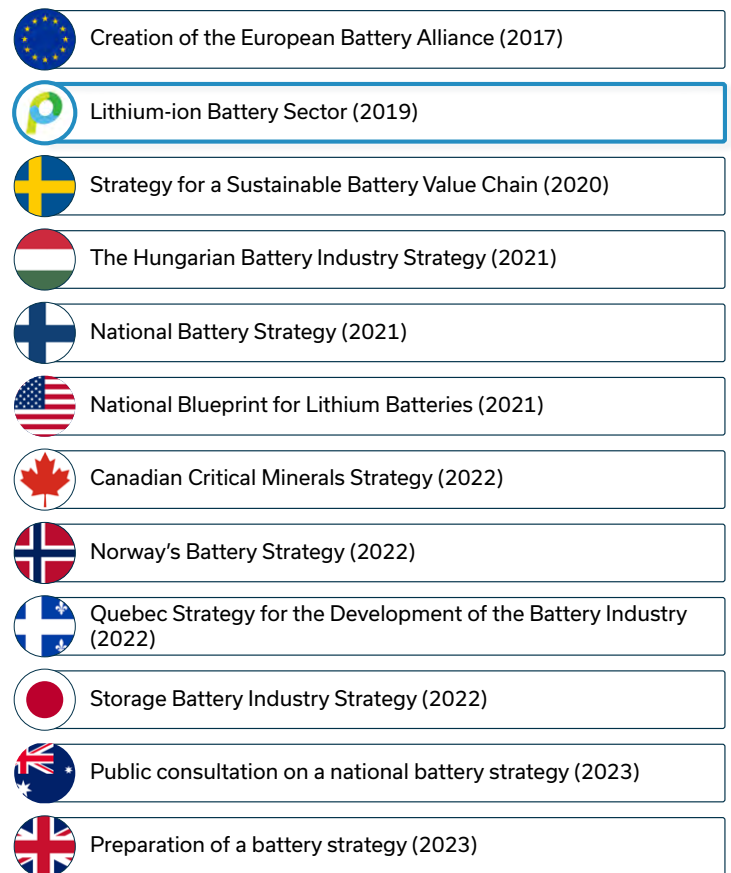 Creation of the European Battery Alliance (2017)
Lithium-ion Battery Sector (2019)
Strategy for a Sustainable Battery Value Chain (2020)
The Hungarian Battery Industry Strategy (2021)
National Battery Strategy (2021)
National Blueprint for Lithium Batteries (2021)
Canadian Critical Minerals Strategy (2022)
Norway’s Battery Strategy (2022)
Quebec Strategy for the Development of the Battery Industry
(2022)
Storage Battery Industry Strategy (2022)
Public consultation on a national battery strategy (2023)
Preparation of a battery strategy (2023)